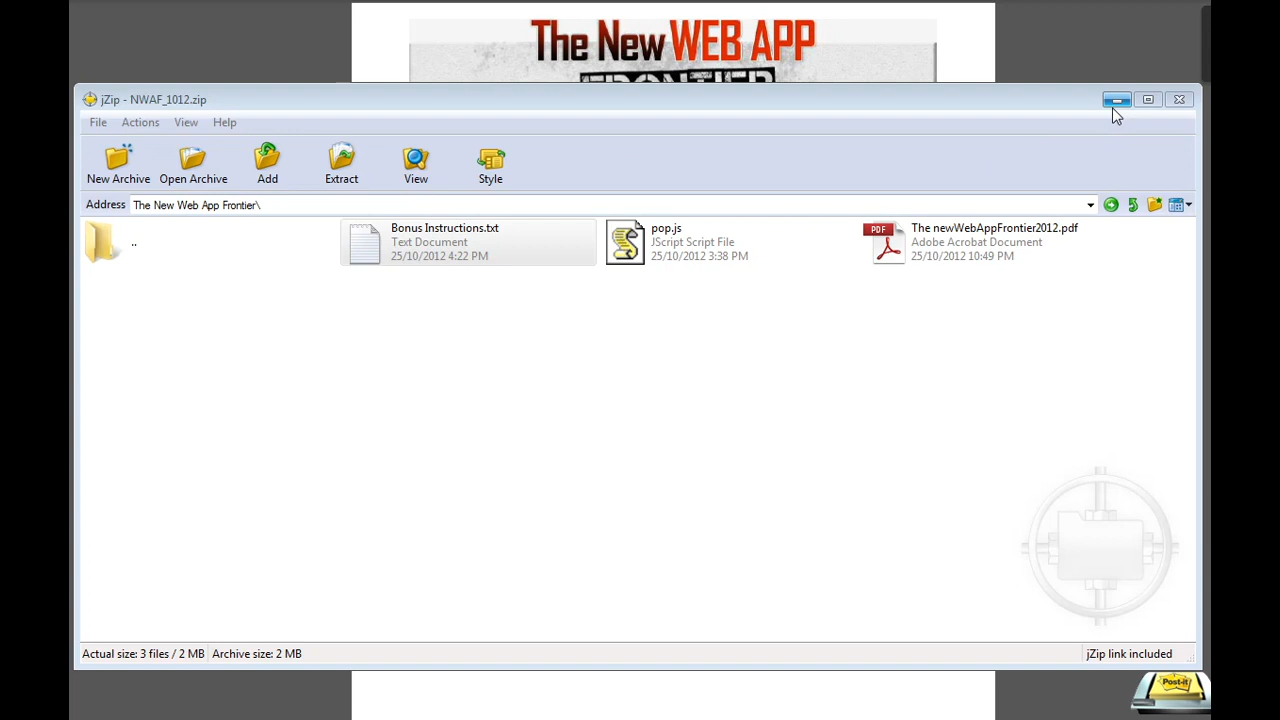 The New WEB APP
FRONTIER
jZip - NWAF_1012.zip
File Actions View Help
New Archive Open Archive Add Extract View Style
Address The New Web App Frontier\
..
Bonus Instructions.txt
Text Document
25/10/2012 4:22 PM
pop.js
JScript Script File
25/10/2012 3:38 PM
PDF
The newWebAppFrontier2012.pdf
Adobe Acrobat Document
25/10/2012 10:49 PM
Actual size: 3 files / 2 MB Archive size: 2 MB jZip link included
Post-it